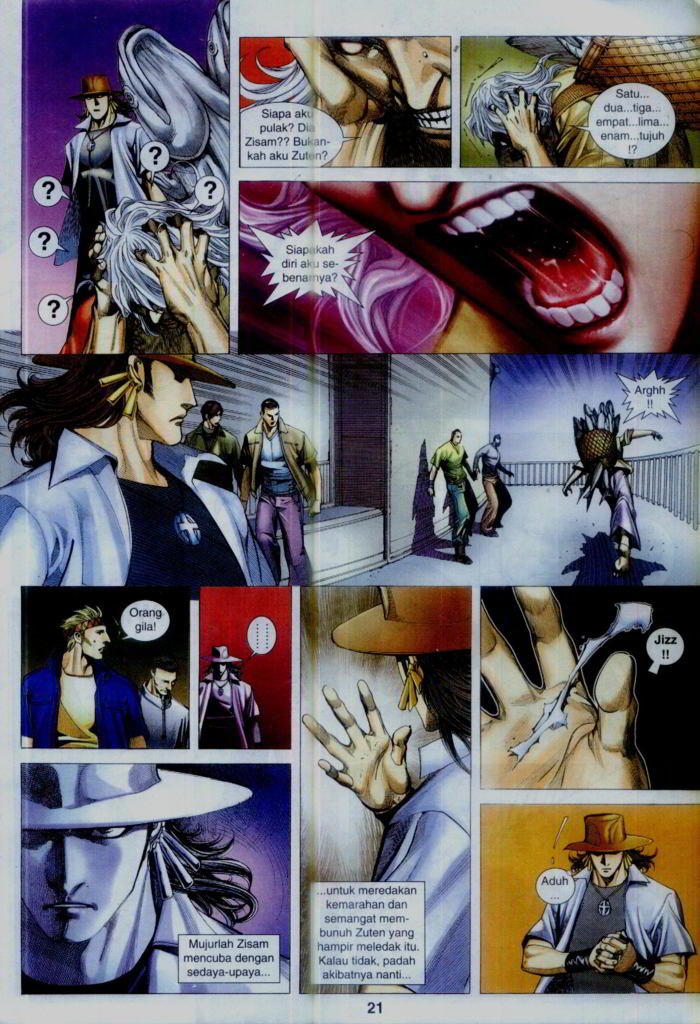 ?
?
?
?
?
Siapa aku
pulak? Dia
Zisam?? Bukan-
kah aku Zuten?
Satu...
dua...tiga...
empat...lima...
enam...tujuh
!?
Siapakah
diri aku se-
benarnya?
Arghh
!!
Orang
gila!
Jizz
!!
Mujurlah Zisam
mencuba dengan
sedaya-upaya...
...untuk meredakan
kemarahan dan
semangat mem-
bunuh Zuten yang
hampir meledak itu.
Kalau tidak, padah
akibatnya nanti...
Aduh
...
21